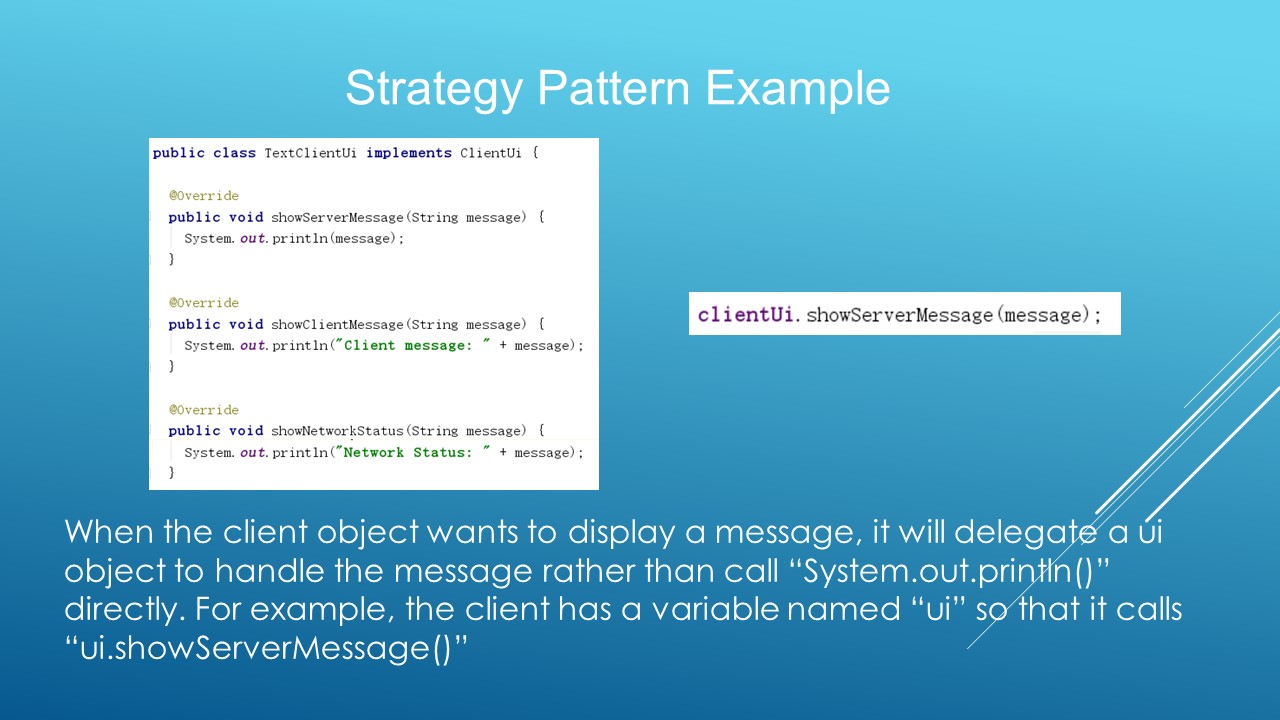 Strategy Pattern Example
public class TextClientUi implements ClientUi {
@Override
public void showServerMessage(String message) {
System.out.println(message);
}
@Override
public void showClientMessage(String message) {
System.out.println("Client message: " + message);
}
@Override
public void showNetworkStatus(String message) {
System.out.println("Network Status: " + message);
}
clientUi.showServerMessage(message);
When the client object wants to display a message, it will delegate a ui
object to handle the message rather than call “System.out.println()”
directly. For example, the client has a variable named “ui” so that it calls
“ui.showServerMessage()”